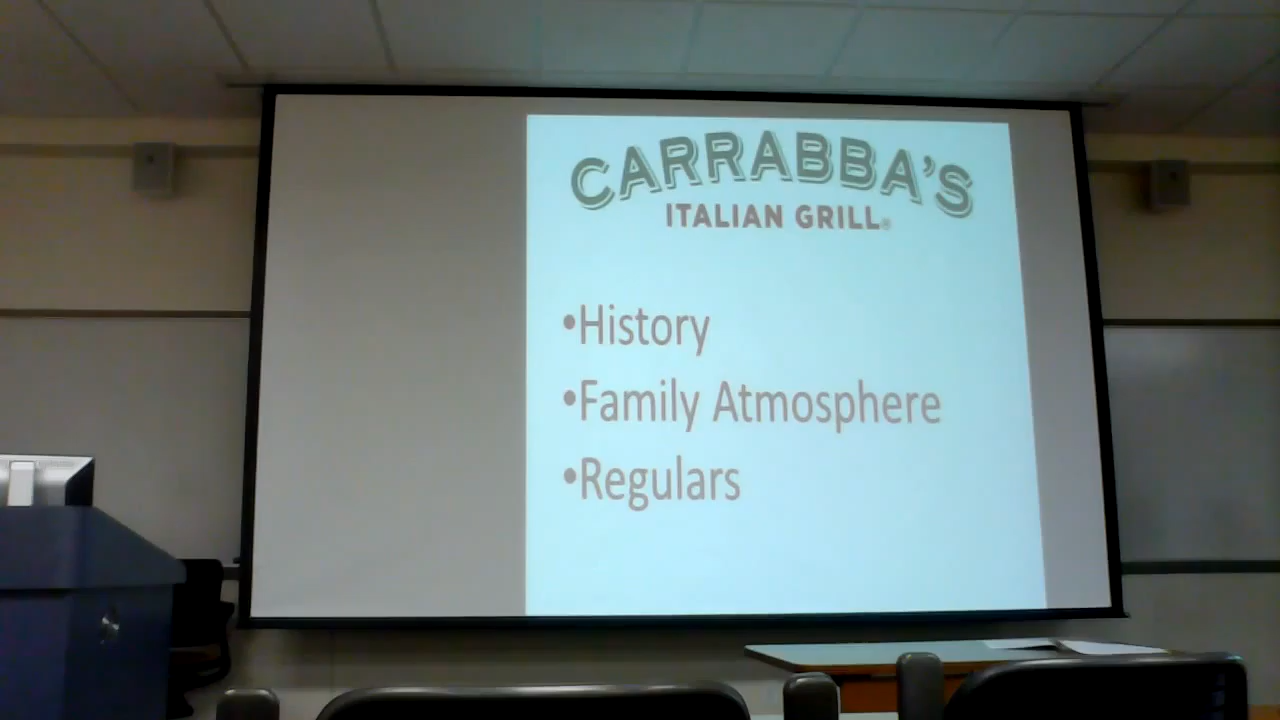 CARRABBA'S
ITALIAN GRILL®
•History
•Family Atmosphere
•Regulars